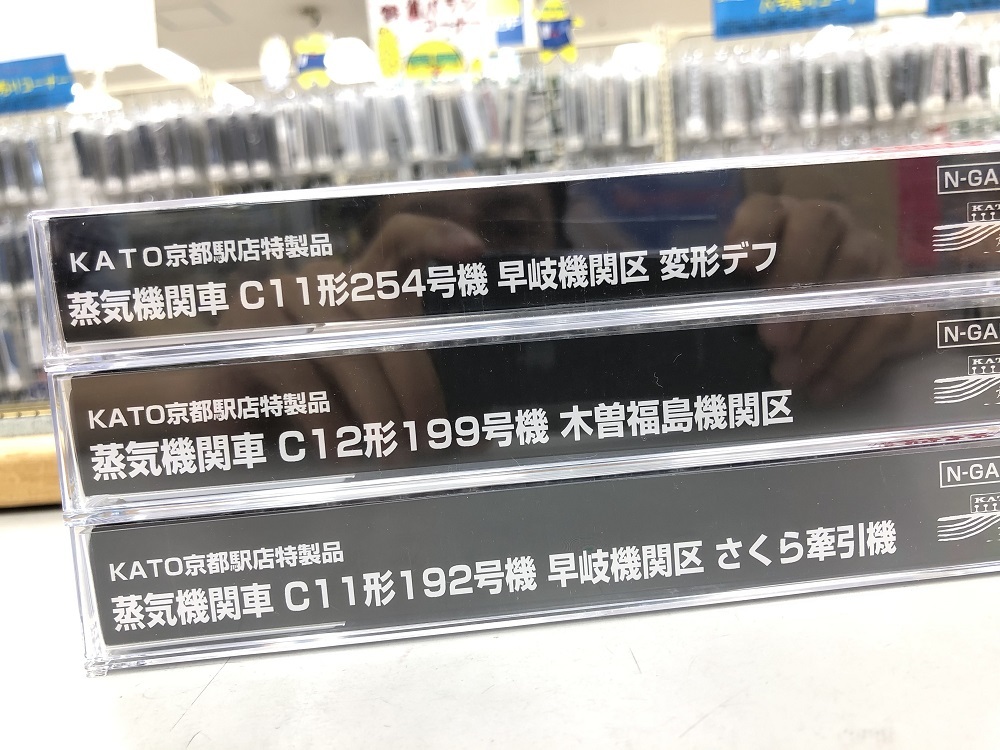 KATO京都駅店特製品
蒸気機関車 C11形254号機 早岐機関区 変形デフ
N-GA
KAT
KATO京都駅店特製品
蒸気機関車 C12形199号機 木曽福島機関区
N-GA
KAT
KATO京都駅店特製品
蒸気機関車 C11形192号機 早岐機関区 さくら牽引機
N-GA
KAT